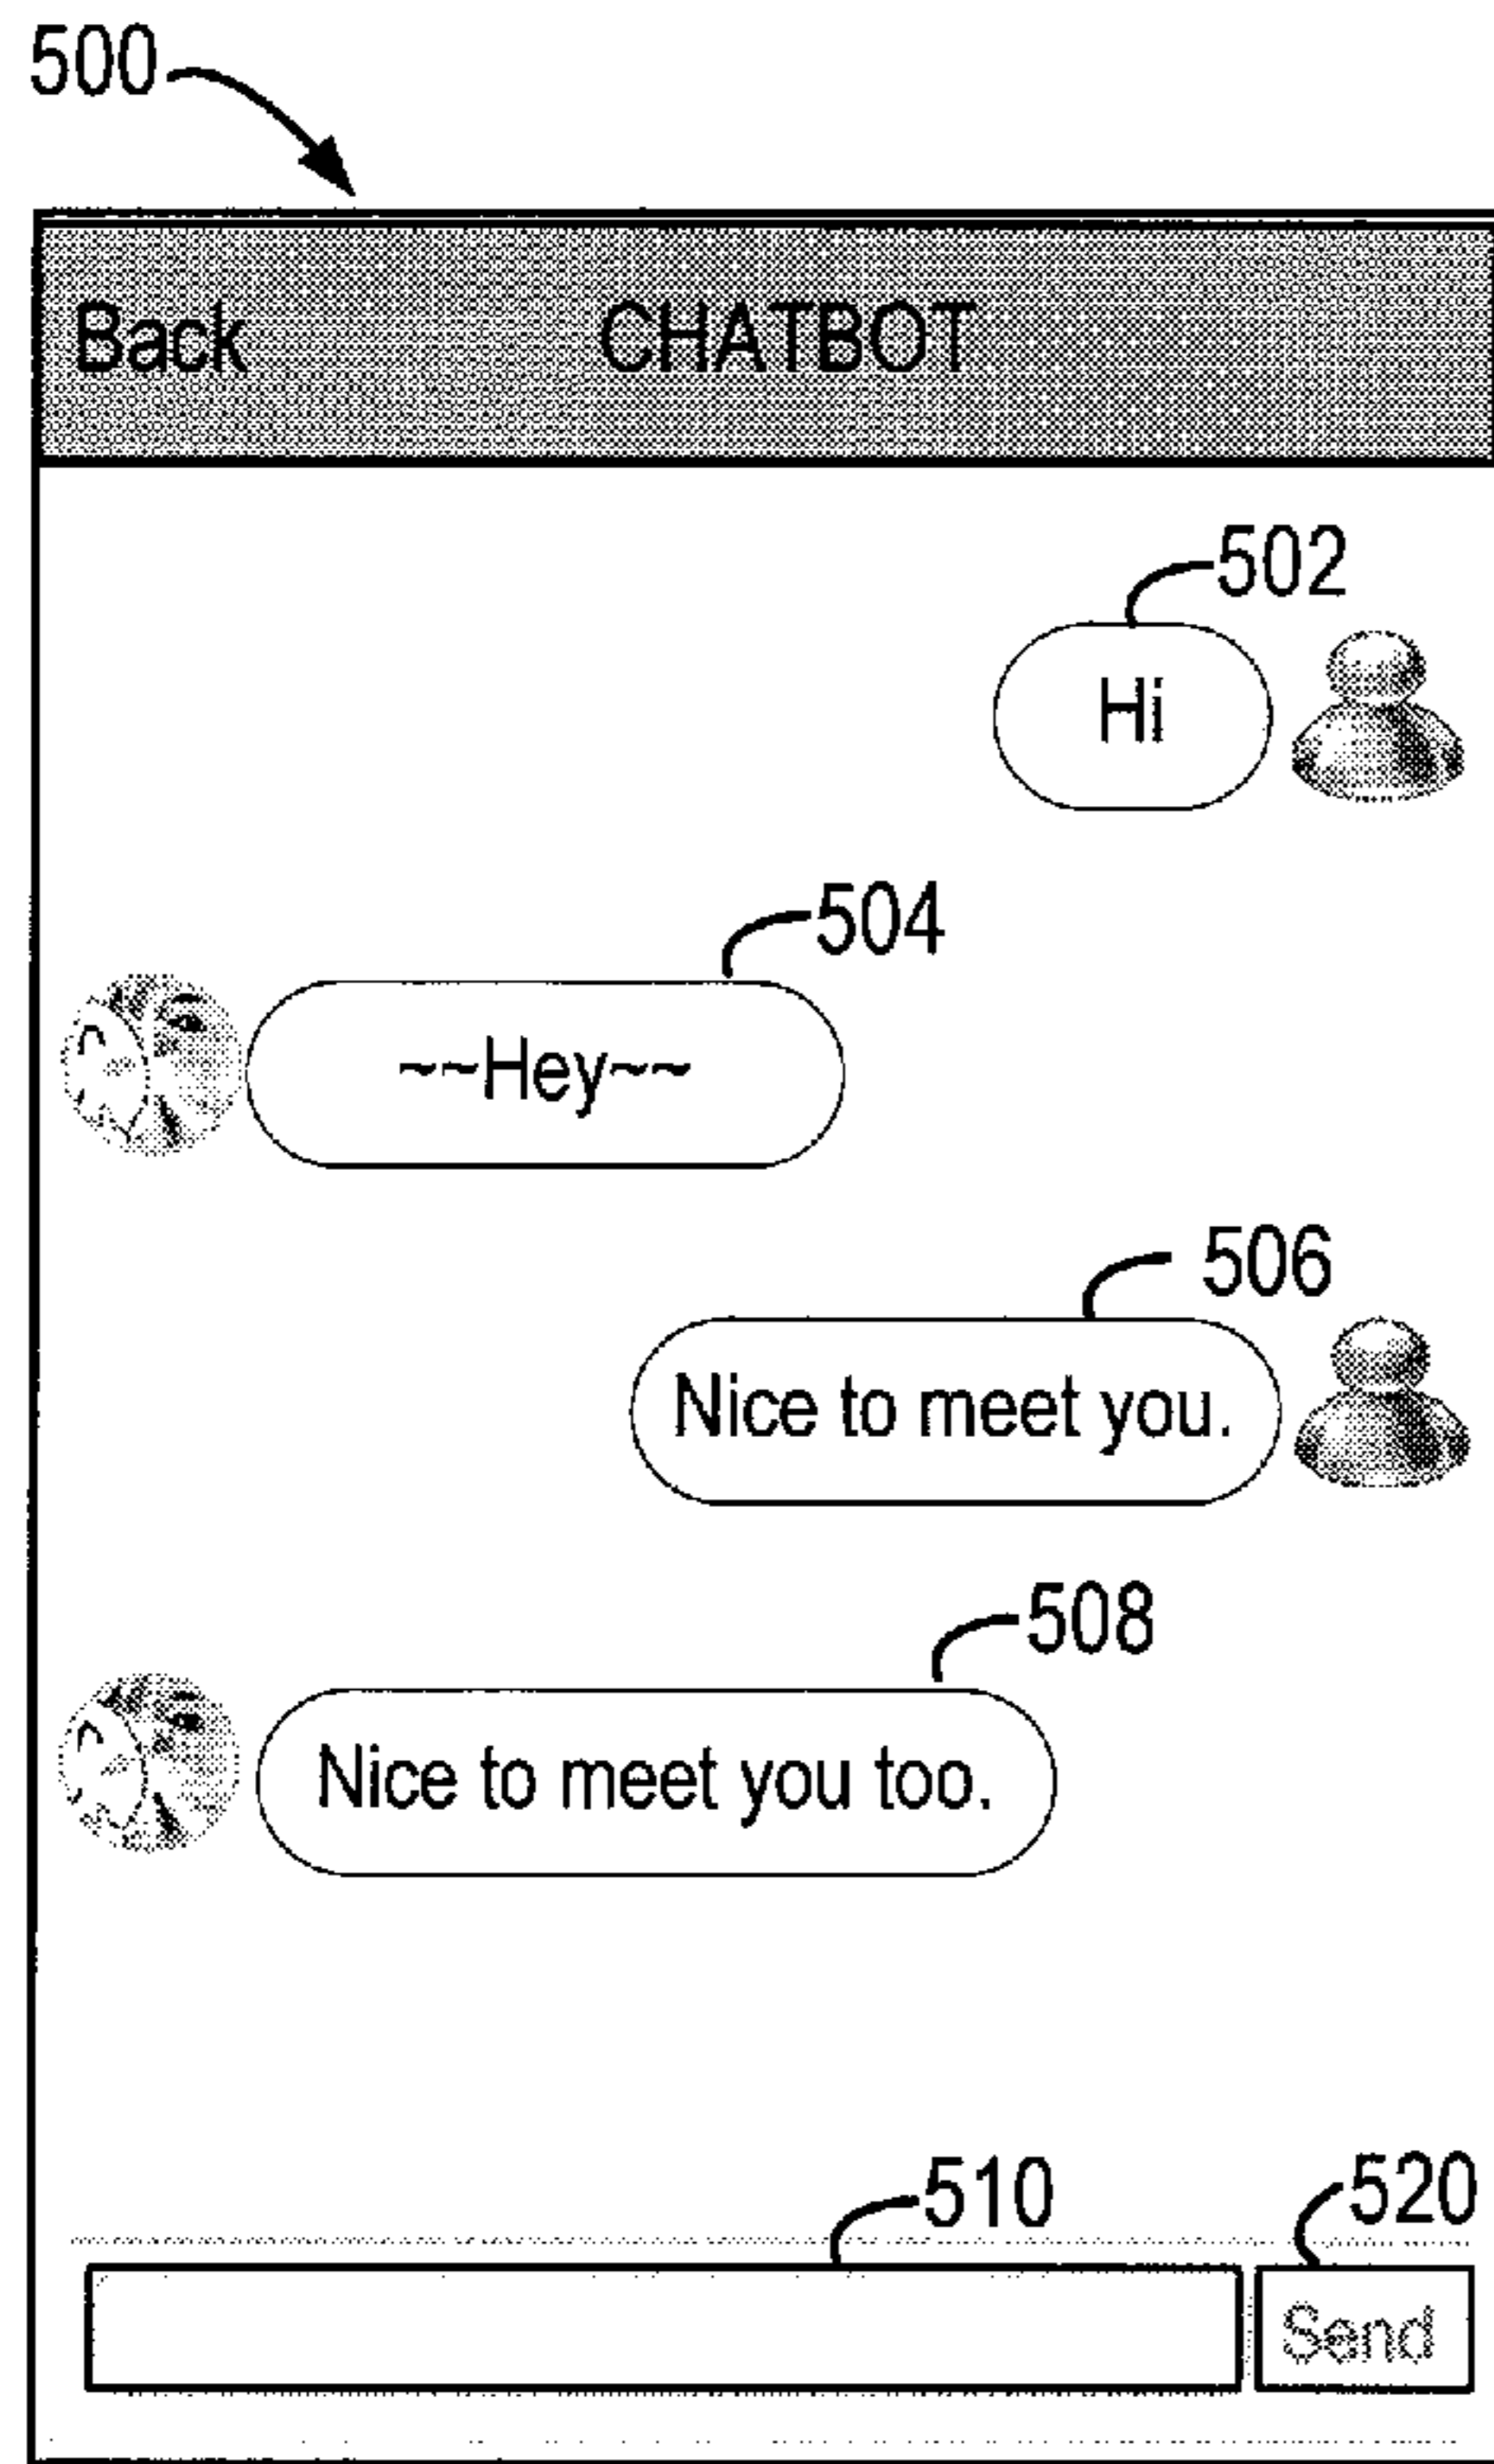 500
Back CHATBOT
502
Hi
504
~~Hey~~
506
Nice to meet you.
508
Nice to meet you too.
510 520
Send